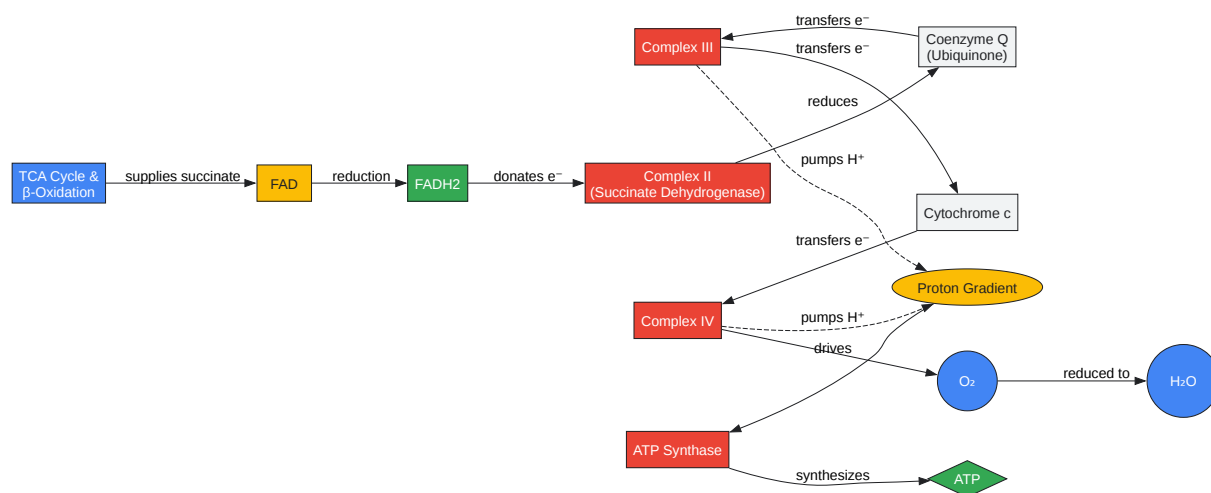 transfers e⁻
Complex III
transfers e⁻
Coenzyme Q
(Ubiquinone)
reduces
TCA Cycle &
β-Oxidation
supplies succinate
FAD
reduction
FADH2
donates e⁻
Complex II
(Succinate Dehydrogenase)
pumps H⁺
Cytochrome c
transfers e⁻
Proton Gradient
Complex IV
pumps H⁺
drives
O₂
reduced to
H₂O
ATP Synthase
synthesizes
ATP